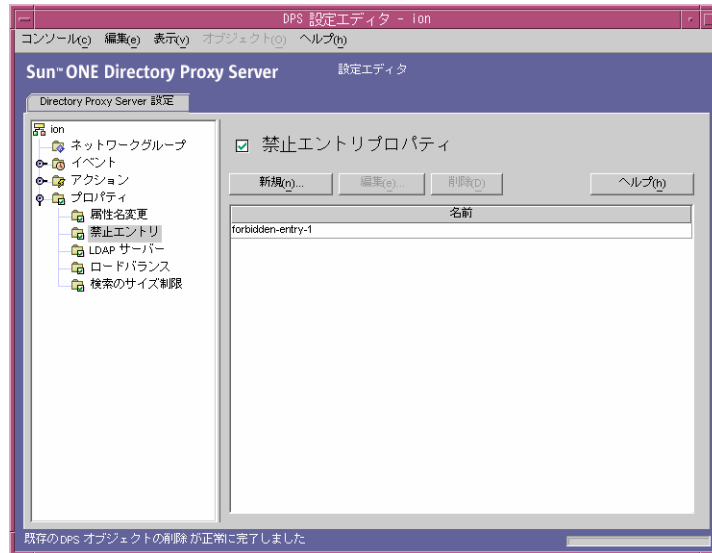 DPS 設定エディタ - ion
コンソール(c) 編集(e) 表示(v) オブジェクト(O) ヘルプ(h)
Sun™ ONE Directory Proxy Server 設定エディタ
Directory Proxy Server 設定
ion
ネットワークグループ
イベント
アクション
プロパティ
属性名変更
禁止エントリ
LDAP サーバー
ロードバランス
検索のサイズ制限
禁止エントリプロパティ
新規(n)... 編集(e)... 削除(D) ヘルプ(h)
名前
forbidden-entry-1
既存の DPS オブジェクトの削除 が正常に完了しました